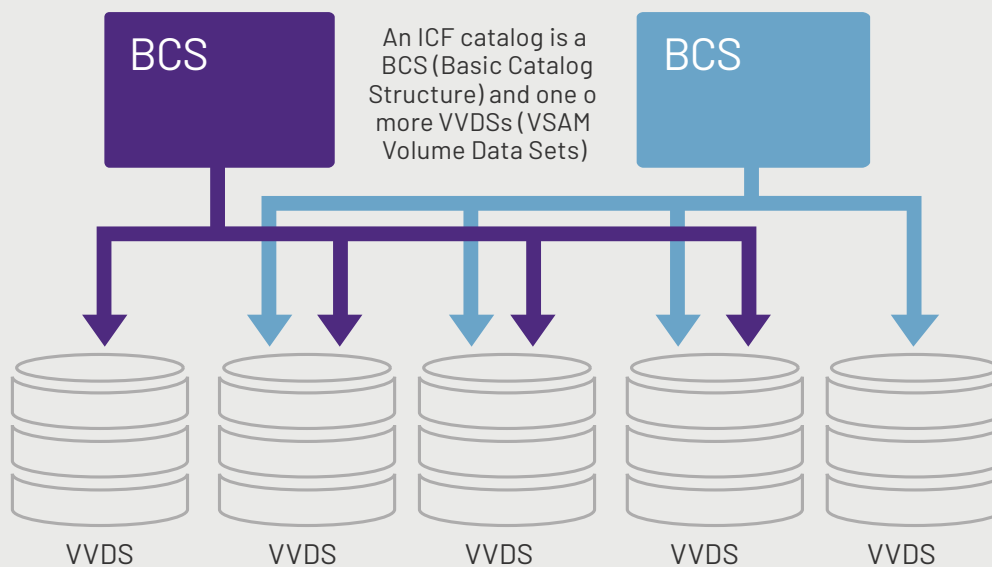 BCS
An ICF catalog is a
BCS (Basic Catalog
Structure) and one o
more VVDSs (VSAM
Volume Data Sets)
BCS
VVDS
VVDS
VVDS
VVDS
VVDS